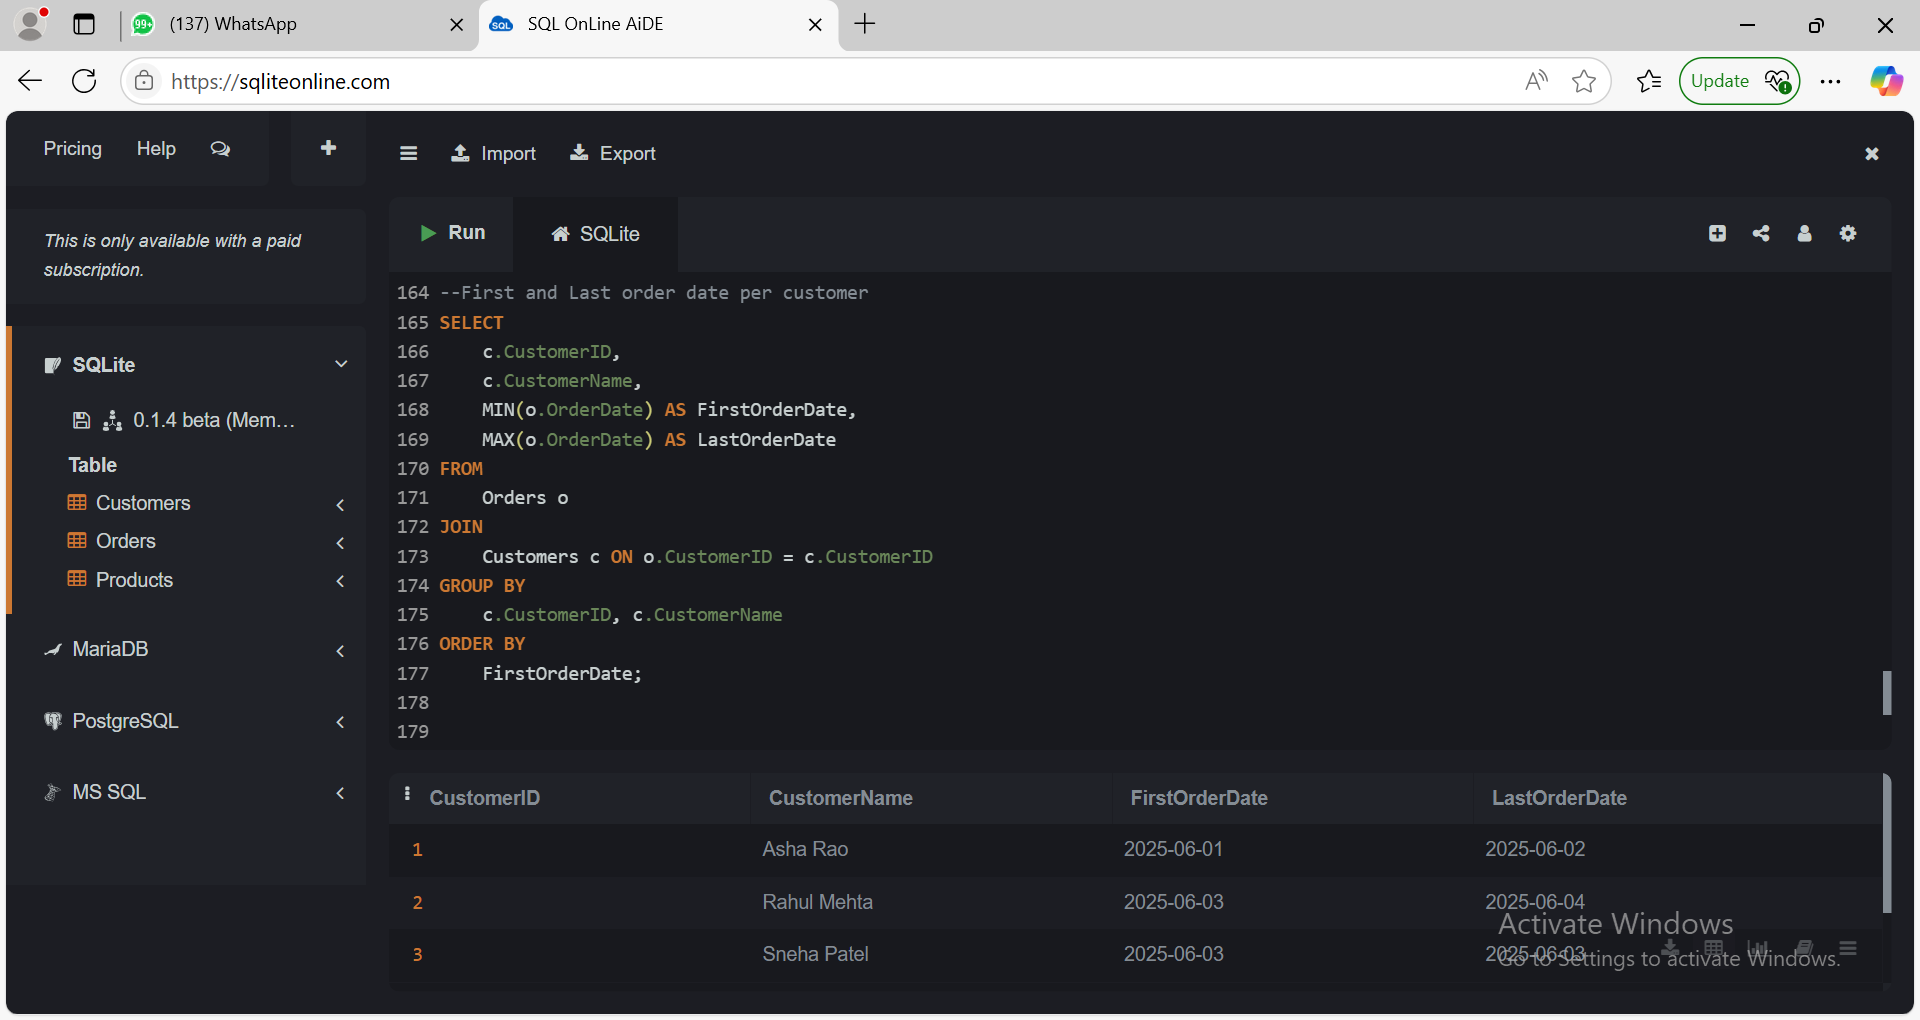 99+ (137) WhatsApp
SQL SQL OnLine AiDE
https://sqliteonline.com
Update
Pricing Help
Import Export
This is only available with a paid
subscription.
Run SQLite
SQLite
0.1.4 beta (Mem...
Table
Customers
Orders
Products
MariaDB
PostgreSQL
MS SQL
164 --First and Last order date per customer
165 SELECT
166 c.CustomerID,
167 c.CustomerName,
168 MIN(o.OrderDate) AS FirstOrderDate,
169 MAX(o.OrderDate) AS LastOrderDate
170 FROM
171 Orders o
172 JOIN
173 Customers c ON o.CustomerID = c.CustomerID
174 GROUP BY
175 c.CustomerID, c.CustomerName
176 ORDER BY
177 FirstOrderDate;
178
179
CustomerID CustomerName FirstOrderDate LastOrderDate
1 Asha Rao 2025-06-01 2025-06-02
2 Rahul Mehta 2025-06-03 2025-06-04
3 Sneha Patel 2025-06-03 2025-06-03
Activate Windows
Go to Settings to activate Windows.